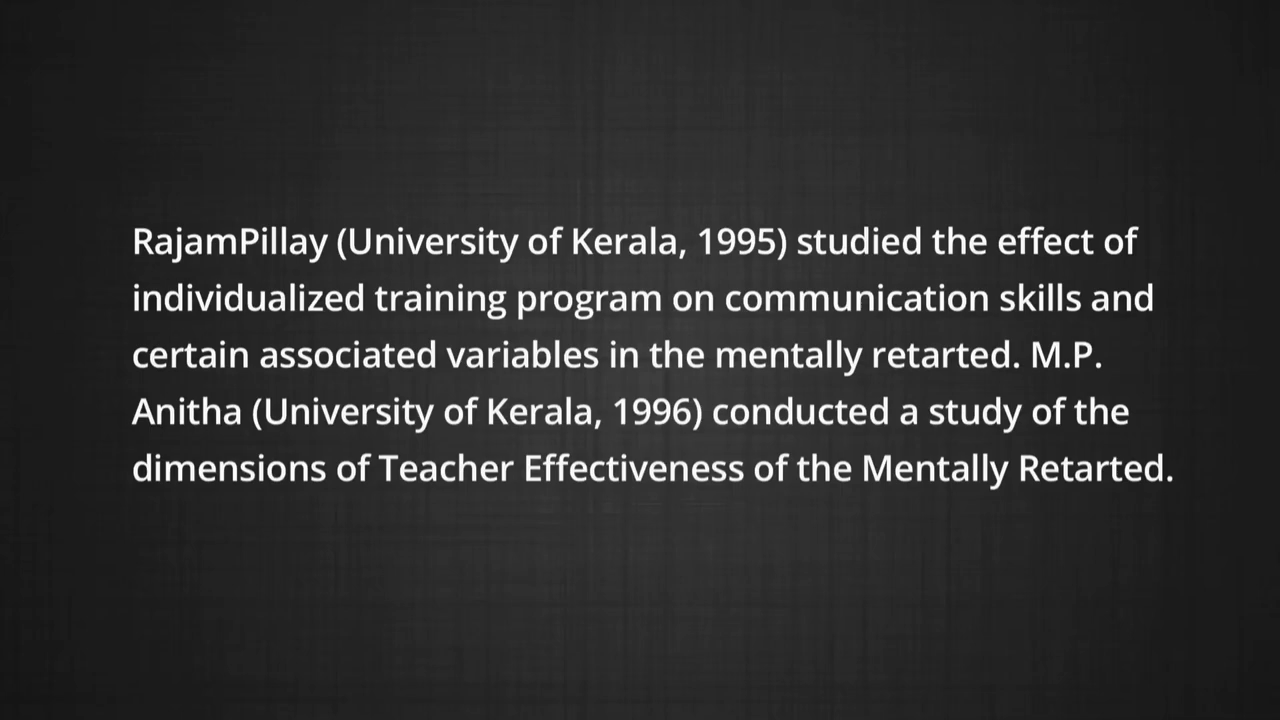 RajamPillay (University of Kerala, 1995) studied the effect of
individualized training program on communication skills and
certain associated variables in the mentally retarted. M.P.
Anitha (University of Kerala, 1996) conducted a study of the
dimensions of Teacher Effectiveness of the Mentally Retarted.